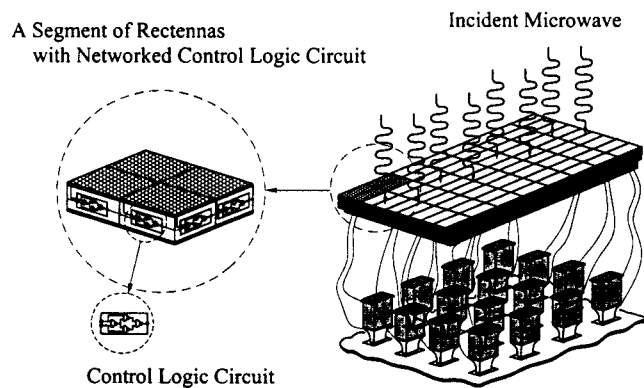 A Segment of Rectennas
with Networked Control Logic Circuit
Incident Microwave
Control Logic Circuit